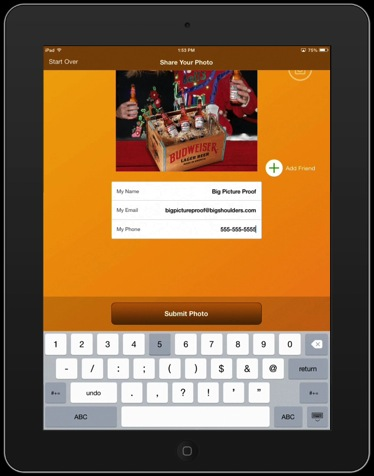 iPad 1:53 PM 75%
Start Over Share Your Photo
BUDWEISER
LAGER BEER
Add Friend
My Name Big Picture Proof
My Email bigpictureproof@bigshoulders.com
My Phone 555-555-5555
Submit Photo
1 2 3 4 5 6 7 8 9 0
- / : ; ( ) $ & @ return
#+= undo . , ? ! ' " #+=
ABC ABC